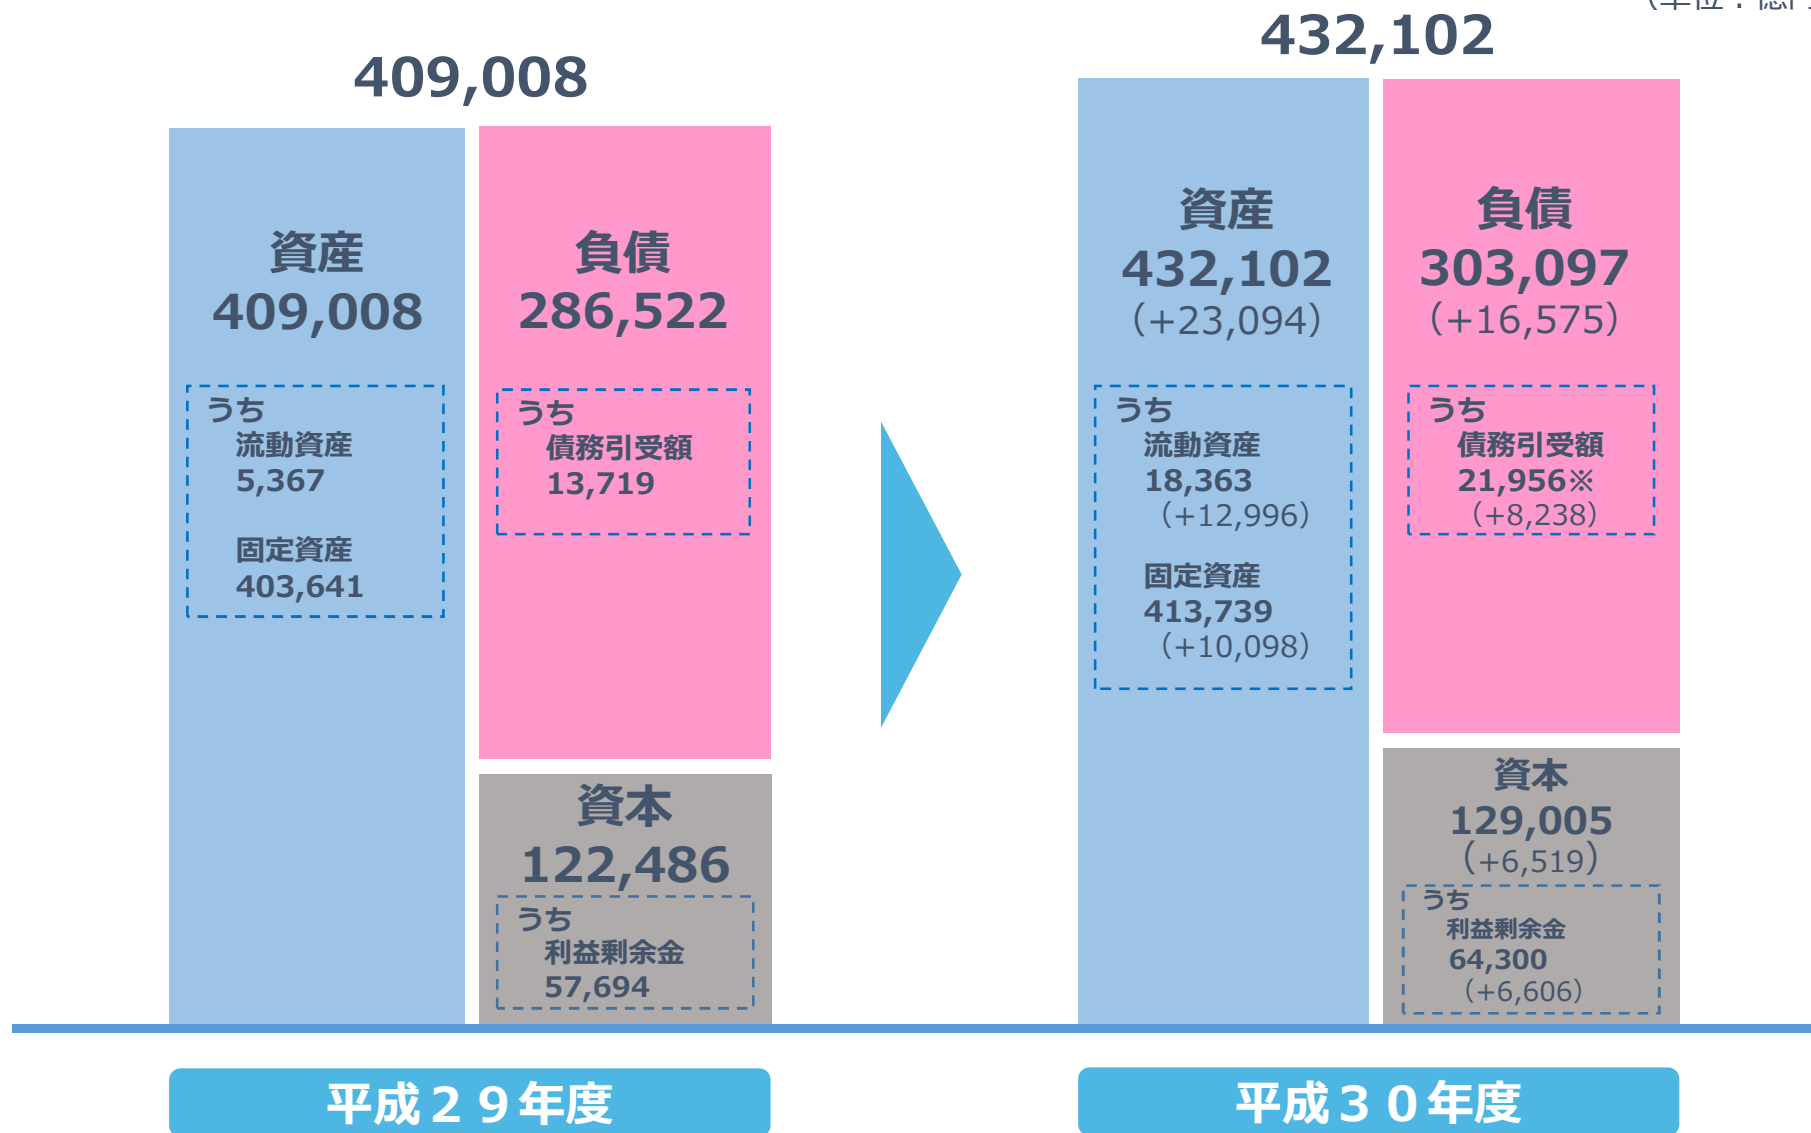 409,008
資産
409,008
うち
流動資産
5,367
固定資産
403,641
負債
286,522
うち
債務引受額
13,719
資本
122,486
うち
利益剰余金
57,694
平成２９年度
432,102
資産
432,102
（+23,094）
うち
流動資産
18,363
（+12,996）
固定資産
413,739
（+10,098）
負債
303,097
（+16,575）
うち
債務引受額
21,956※
（+8,238）
資本
129,005
（+6,519）
うち
利益剰余金
64,300
（+6,606）
平成３０年度